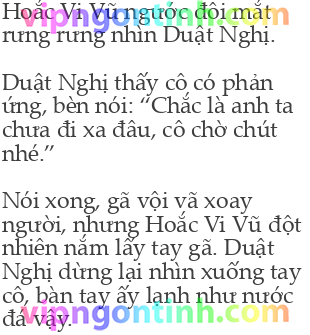 Hoắc Vi Vũ ngước đôi mắt
rưng rưng nhìn Duật Nghị.
Duật Nghị thấy cô có phản
ứng, bèn nói: “Chắc là anh ta
chưa đi xa đâu, cô chờ chút
nhé.”
Nói xong, gã vội vã xoay
người, nhưng Hoắc Vi Vũ đột
nhiên nắm lấy tay gã. Duật
Nghị dừng lại nhìn xuống tay
cô, bàn tay ấy lạnh như nước
đá vậy.
vipngontinh.com
vipngontinh.com